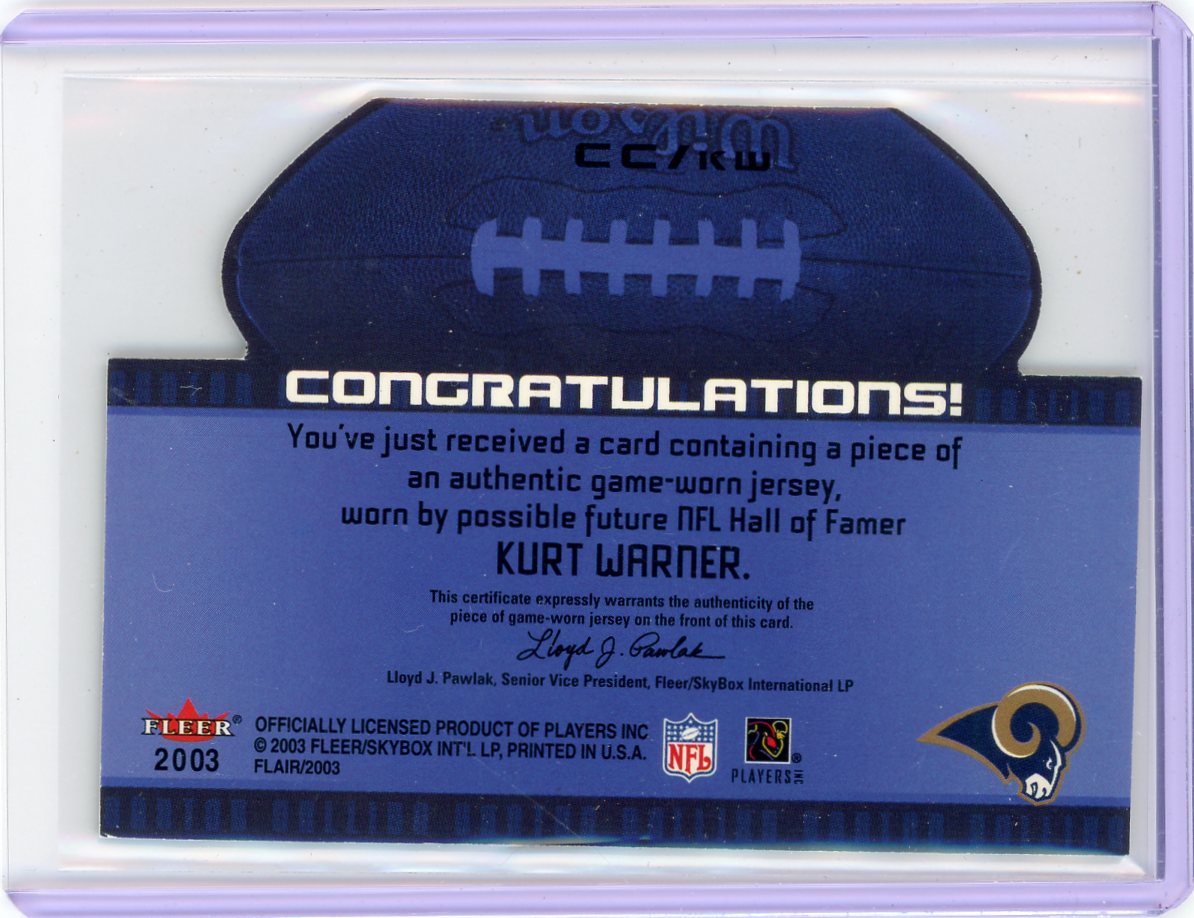 Wilson
CC/KW
CONGRATULATIONS!
You've just received a card containing a piece of
an authentic game-worn jersey,
worn by possible future NFL Hall of Famer
KURT WARNER.
This certificate expressly warrants the authenticity of the
piece of game-worn jersey on the front of this card.
Lloyd J. Pawlak
Lloyd J. Pawlak, Senior Vice President, Fleer/SkyBox International LP
FLEER®
2003
OFFICIALLY LICENSED PRODUCT OF PLAYERS INC
© 2003 FLEER/SKYBOX INT'L. LP, PRINTED IN U.S.A.
FLAIR/2003
NFL
®
PLAYERS INC